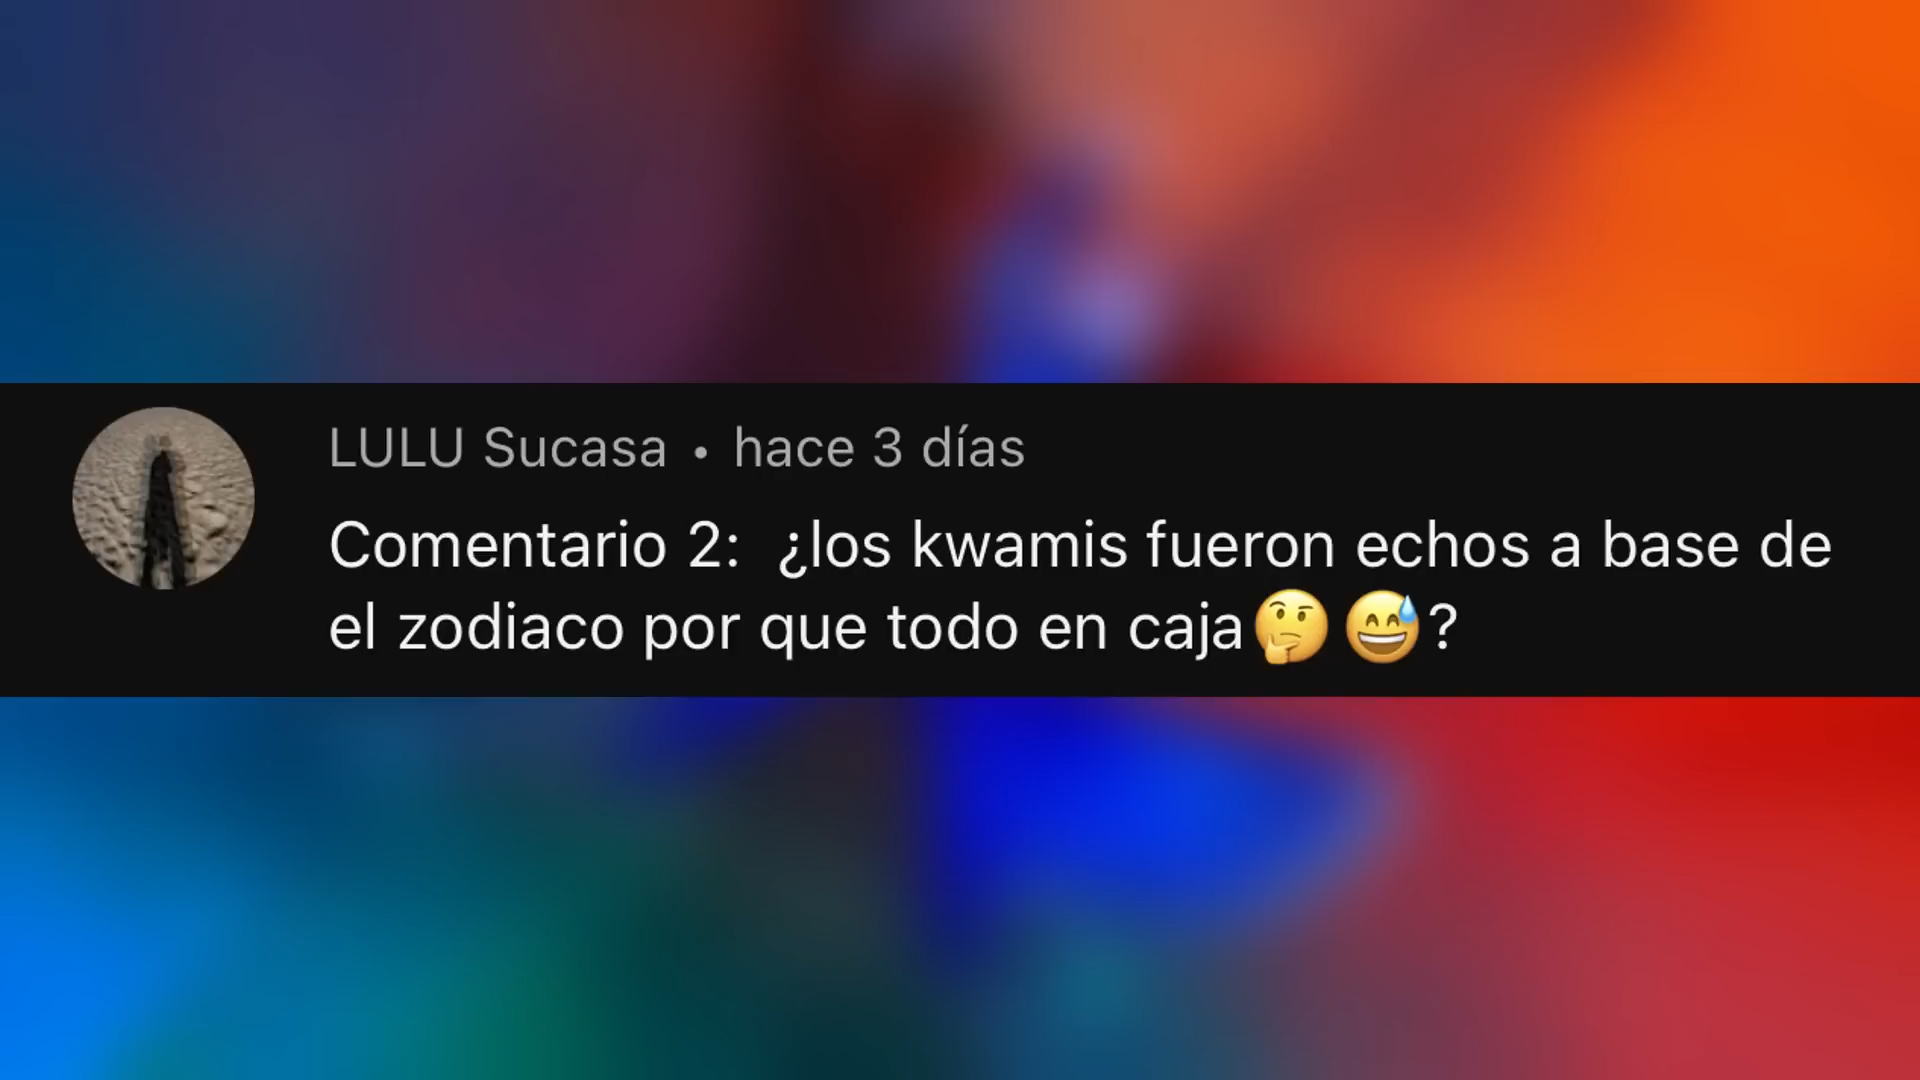 LULU Sucasa • hace 3 días
Comentario 2:  ¿los kwamis fueron echos a base de
el zodiaco por que todo en caja🤔😅?